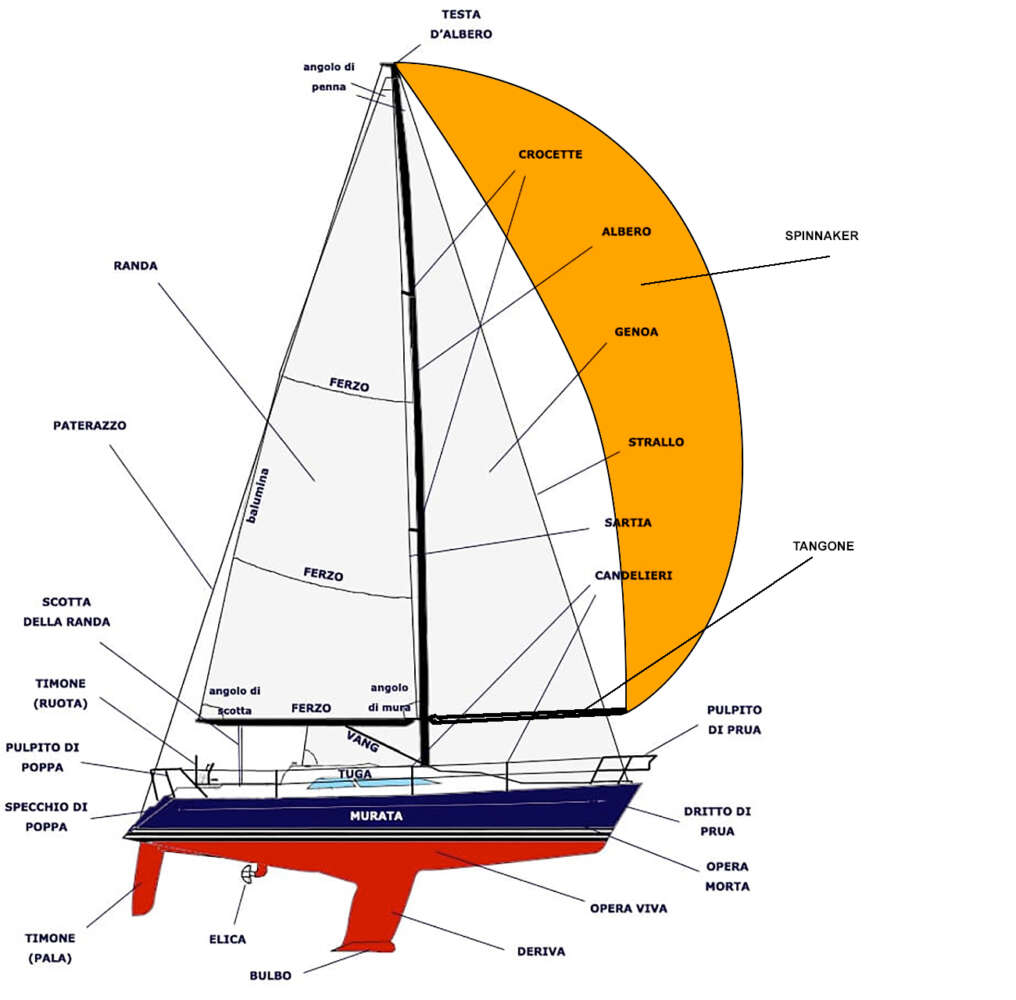 TESTA
D'ALBERO
angolo di
penna
CROCETTE
ALBERO
SPINNAKER
RANDA
GENOA
FERZO
PATERAZZO
STRALLO
balumina
SARTIA
TANGONE
FERZO
CANDELIERI
SCOTTA
DELLA RANDA
TIMONE
(RUOTA)
angolo di
scotta
FERZO
angolo
di mura
PULPITO
DI PRUA
VANG
PULPITO DI
POPPA
TUGA
SPECCHIO DI
POPPA
MURATA
DRITTO DI
PRUA
OPERA
MORTA
OPERA VIVA
TIMONE
(PALA)
ELICA
DERIVA
BULBO